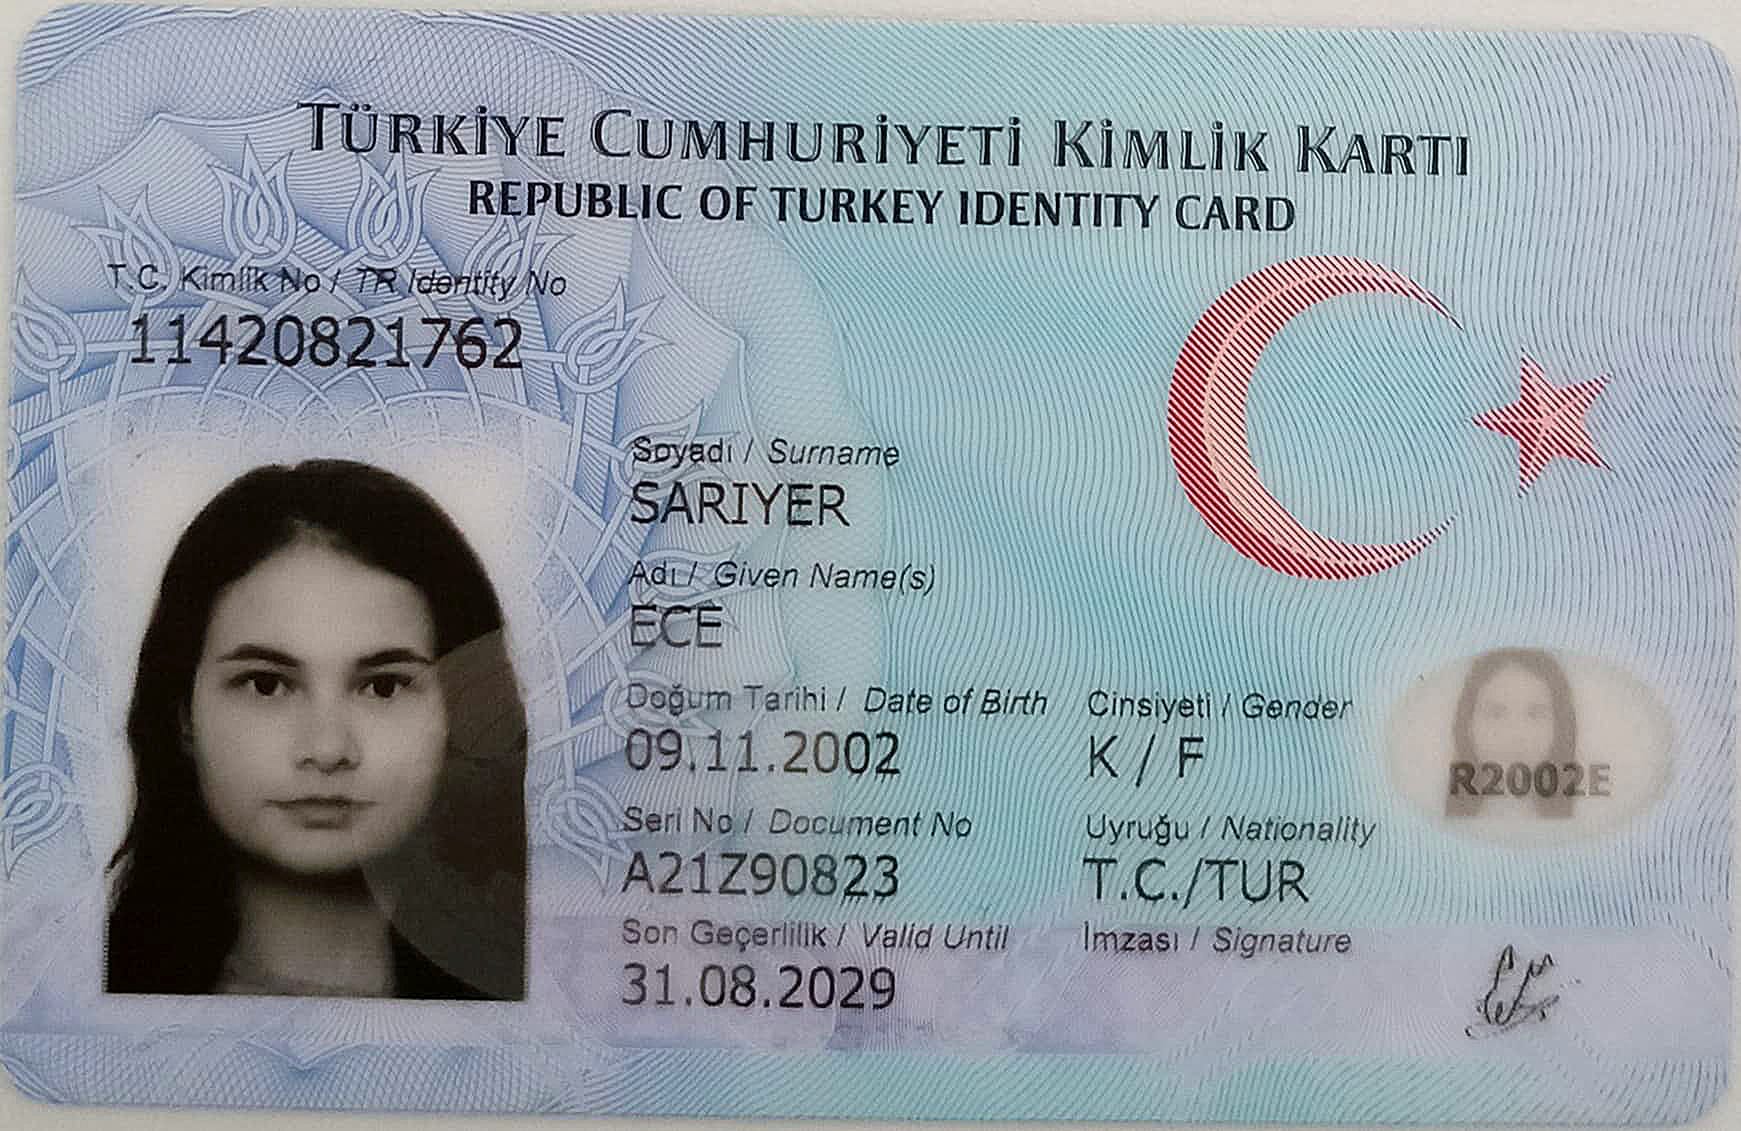 TÜRKİYE CUMHURİYETİ KİMLİK KARTI
REPUBLIC OF TURKEY IDENTITY CARD
T.C. Kimlik No / TR Identity No
11420821762
Soyadı / Surname
SARIYER
Adı / Given Name(s)
ECE
Doğum Tarihi / Date of Birth Cinsiyeti / Gender
09.11.2002 K / F
R2002E
Seri No / Document No Uyruğu / Nationality
A21Z90823 T.C./TUR
Son Geçerlilik / Valid Until İmzası / Signature
31.08.2029